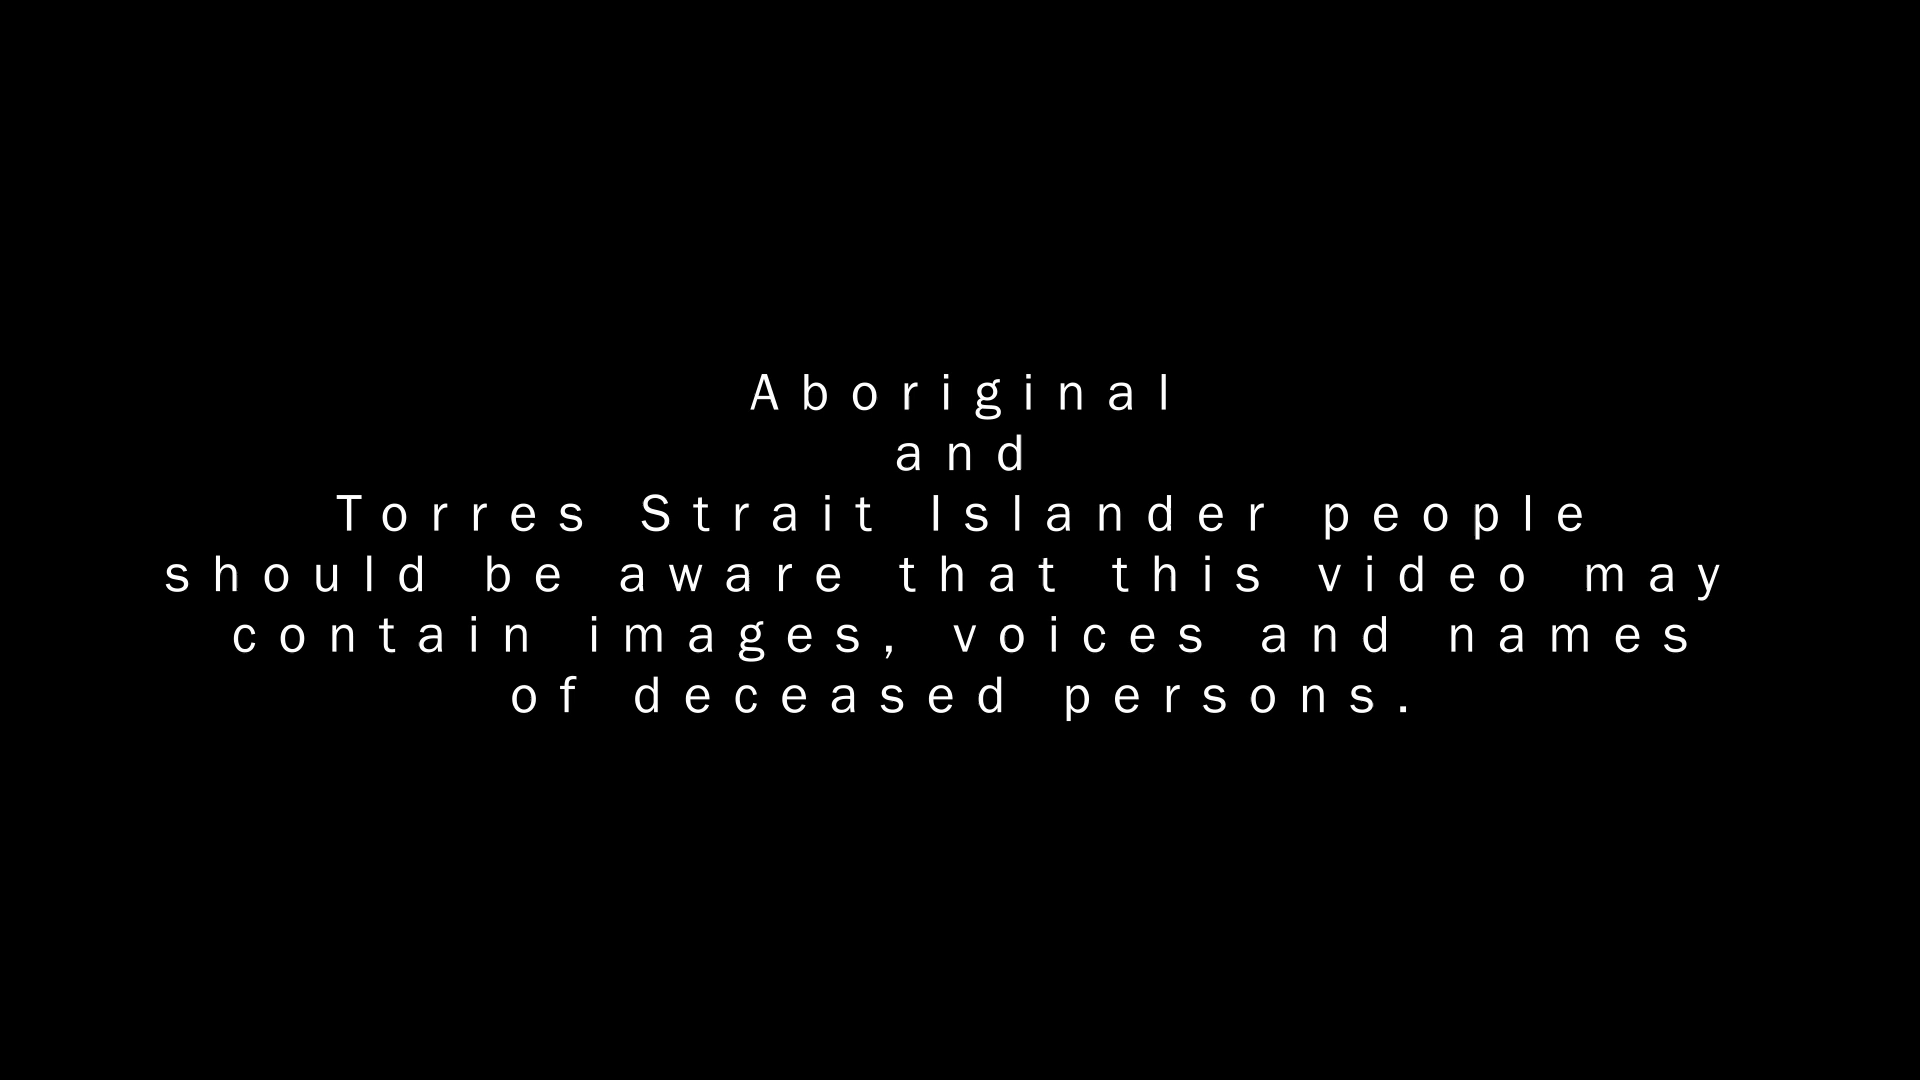 Aboriginal
and
Torres Strait Islander people
should be aware that this video may
contain images, voices and names
of deceased persons.